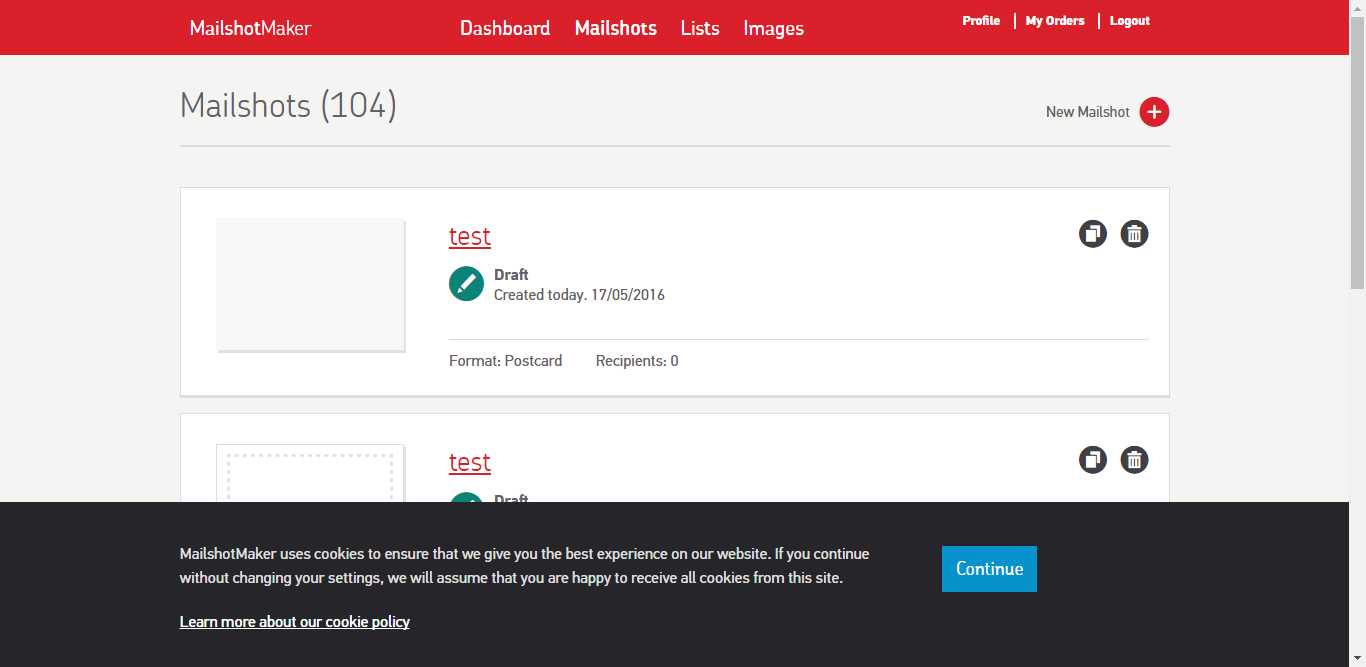 MailshotMaker
Dashboard Mailshots Lists Images
Profile My Orders Logout
Mailshots (104)
New Mailshot
test
Draft
Created today. 17/05/2016
Format: Postcard Recipients: 0
test
Draft
MailshotMaker uses cookies to ensure that we give you the best experience on our website. If you continue
without changing your settings, we will assume that you are happy to receive all cookies from this site.
Continue
Learn more about our cookie policy